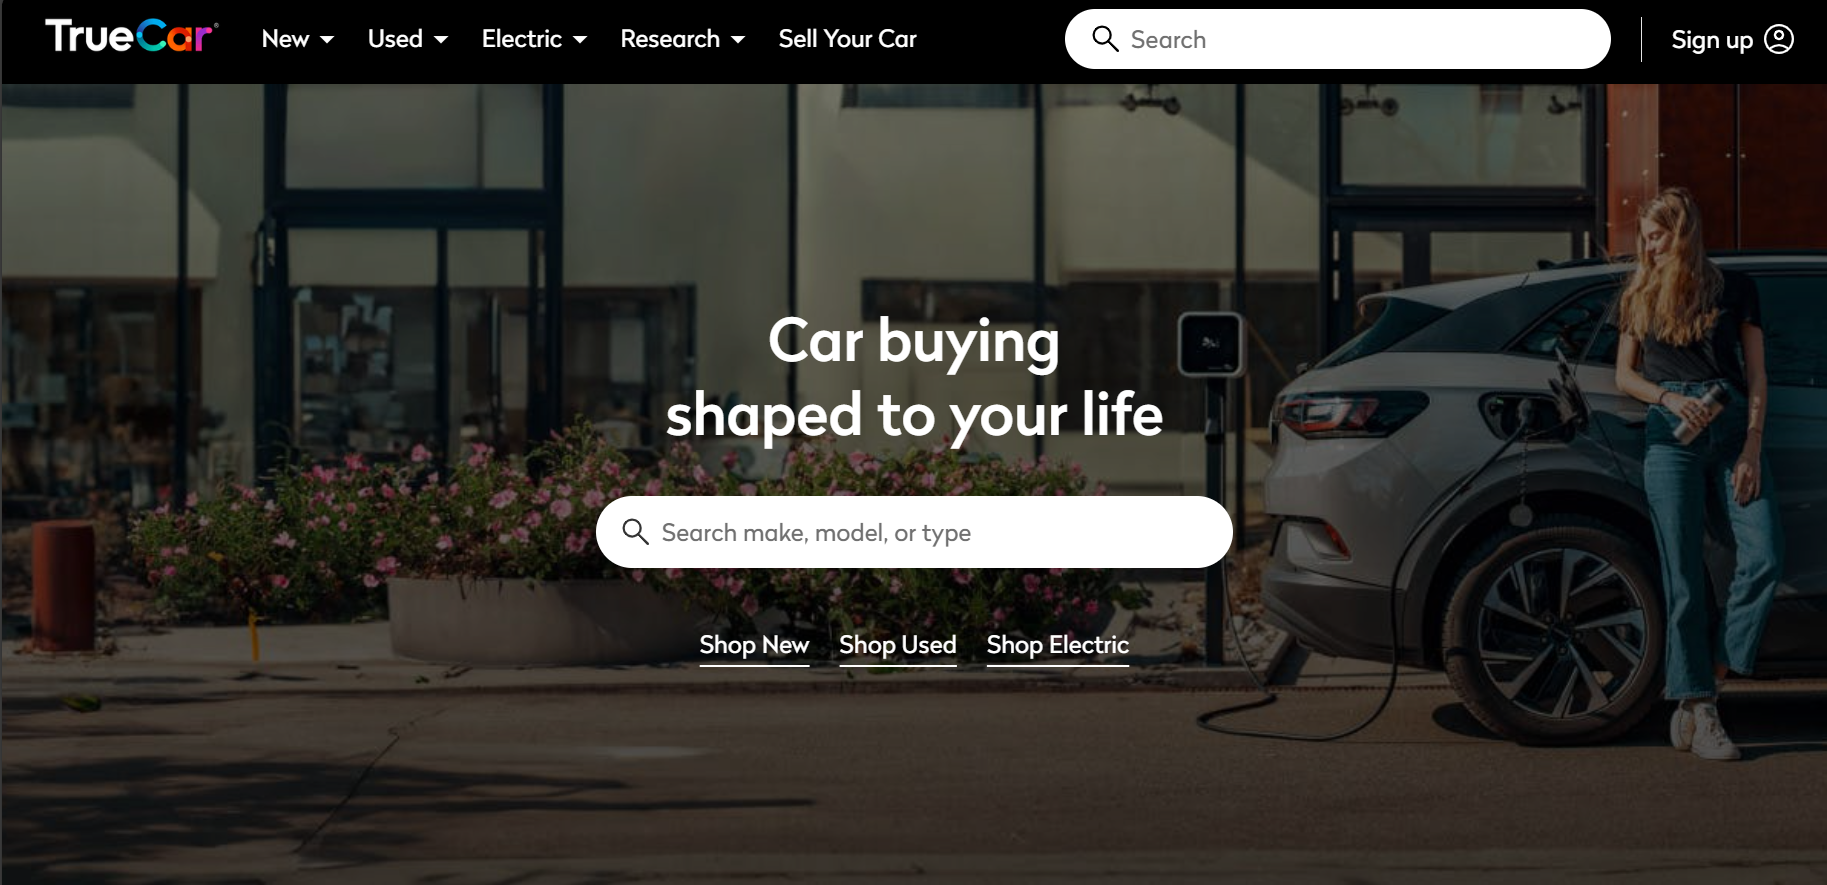 TrueCar
New
Used
Electric
Research
Sell Your Car
Search
Sign up
Car buying
shaped to your life
Search make, model, or type
Shop New
Shop Used
Shop Electric